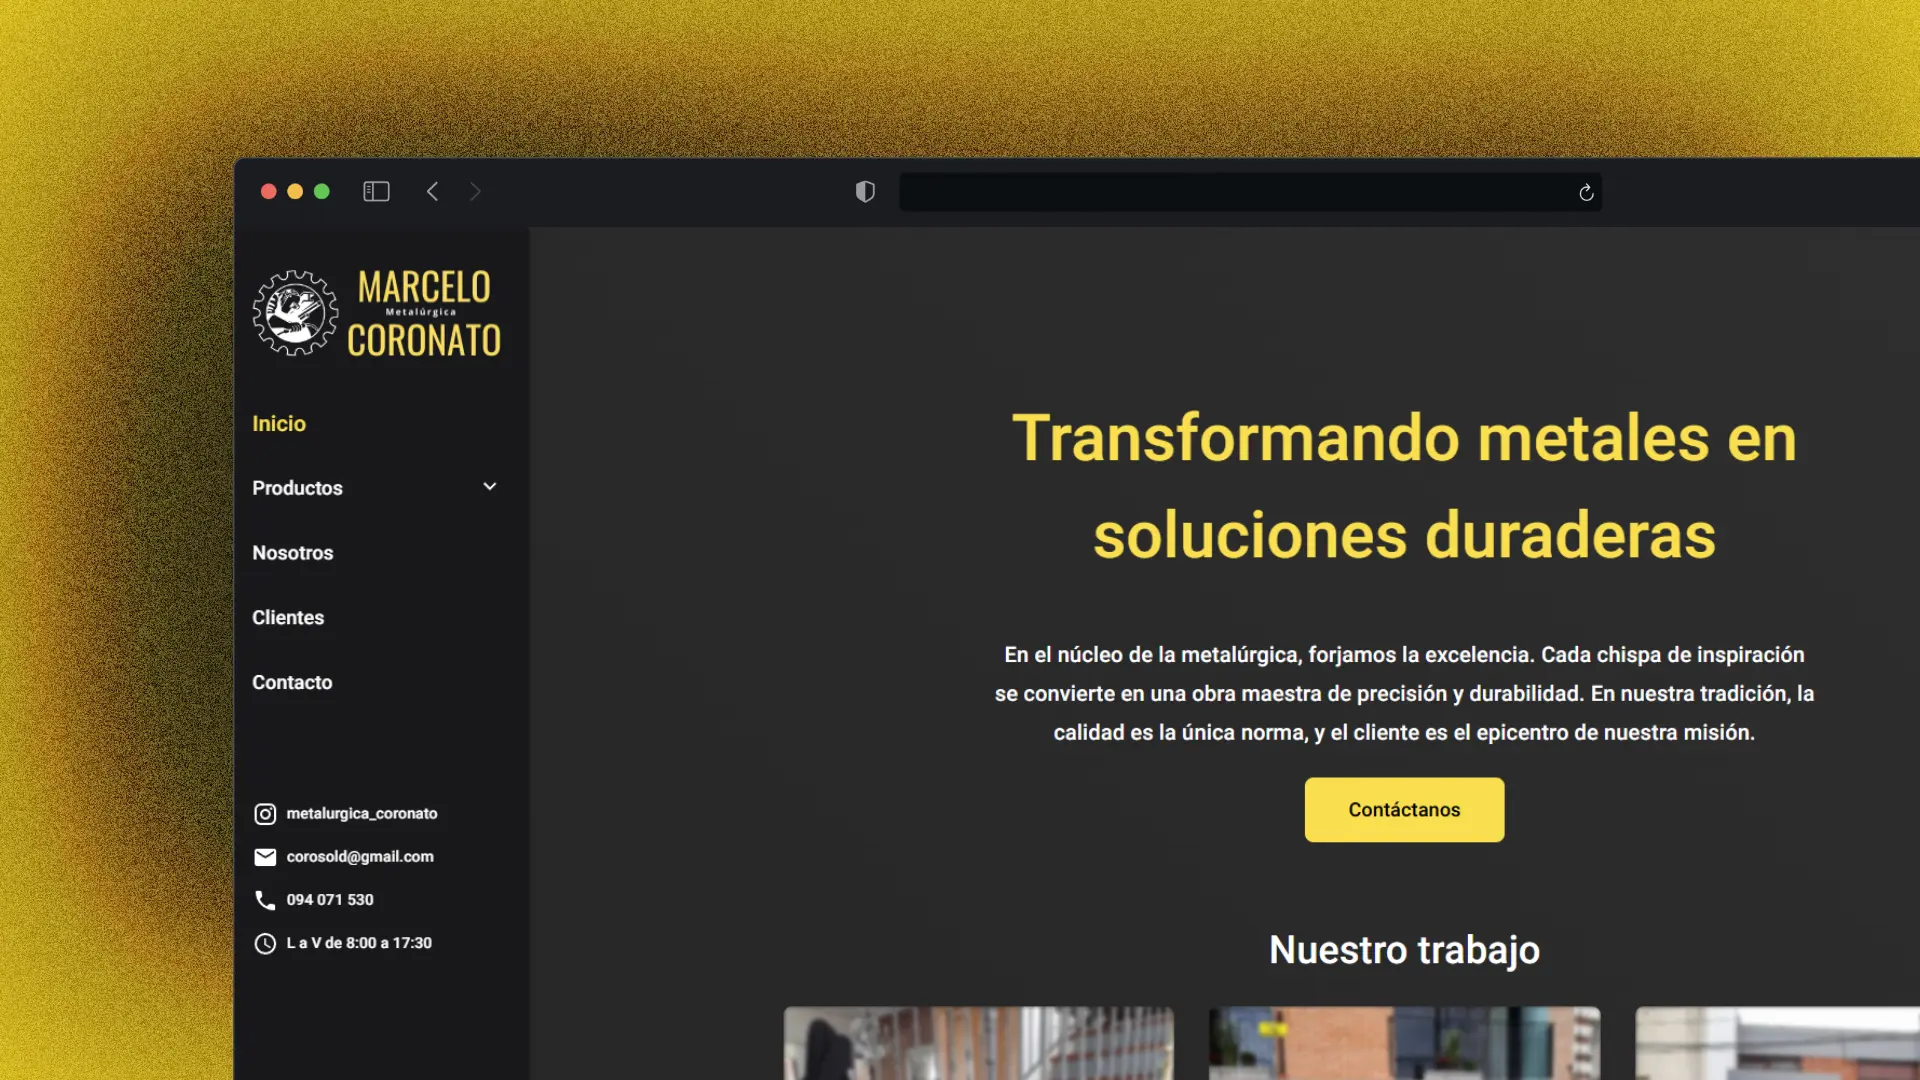 MARCELO
Metalúrgica
CORONATO
Inicio
Productos
Nosotros
Clientes
Contacto
metalurgica_coronato
corosold@gmail.com
094 071 530
L a V de 8:00 a 17:30
Transformando metales en
soluciones duraderas
En el núcleo de la metalúrgica, forjamos la excelencia. Cada chispa de inspiración
se convierte en una obra maestra de precisión y durabilidad. En nuestra tradición, la
calidad es la única norma, y el cliente es el epicentro de nuestra misión.
Contáctanos
Nuestro trabajo